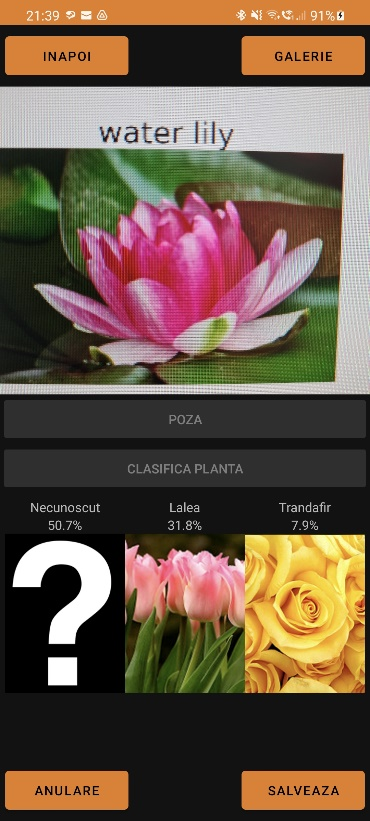 21:39 91%
INAPOI GALERIE
water lily
POZA
CLASIFICA PLANTA
Necunoscut Lalea Trandafir
50.7% 31.8% 7.9%
?
ANULARE SALVEAZA